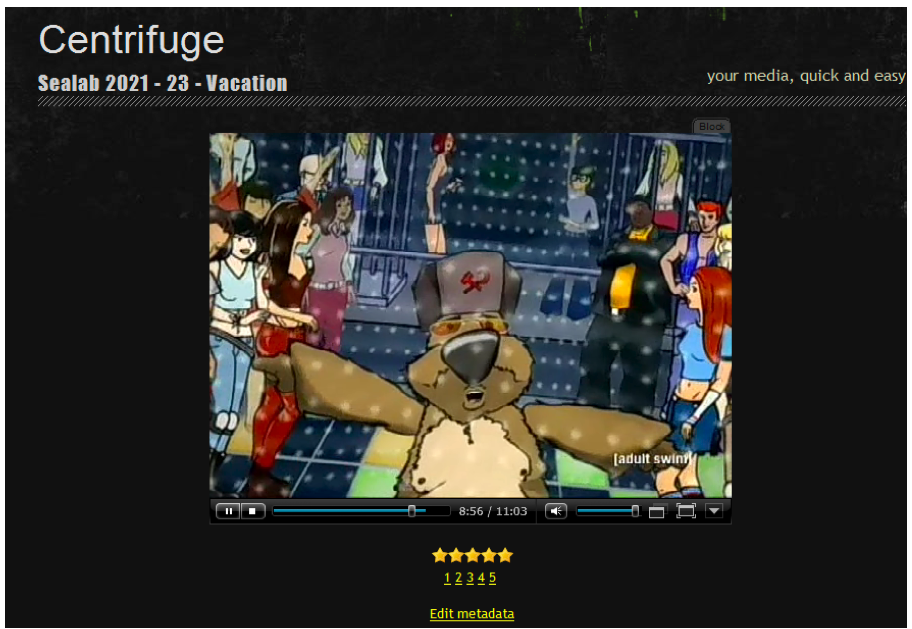 Centrifuge
Sealab 2021 - 23 - Vacation
your media, quick and easy
Block
[adult swim]
8:56 / 11:03
1 2 3 4 5
Edit metadata